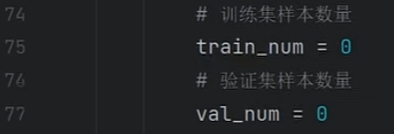 74 # 训练集样本数量
75 train_num = 0
76 # 验证集样本数量
77 val_num = 0